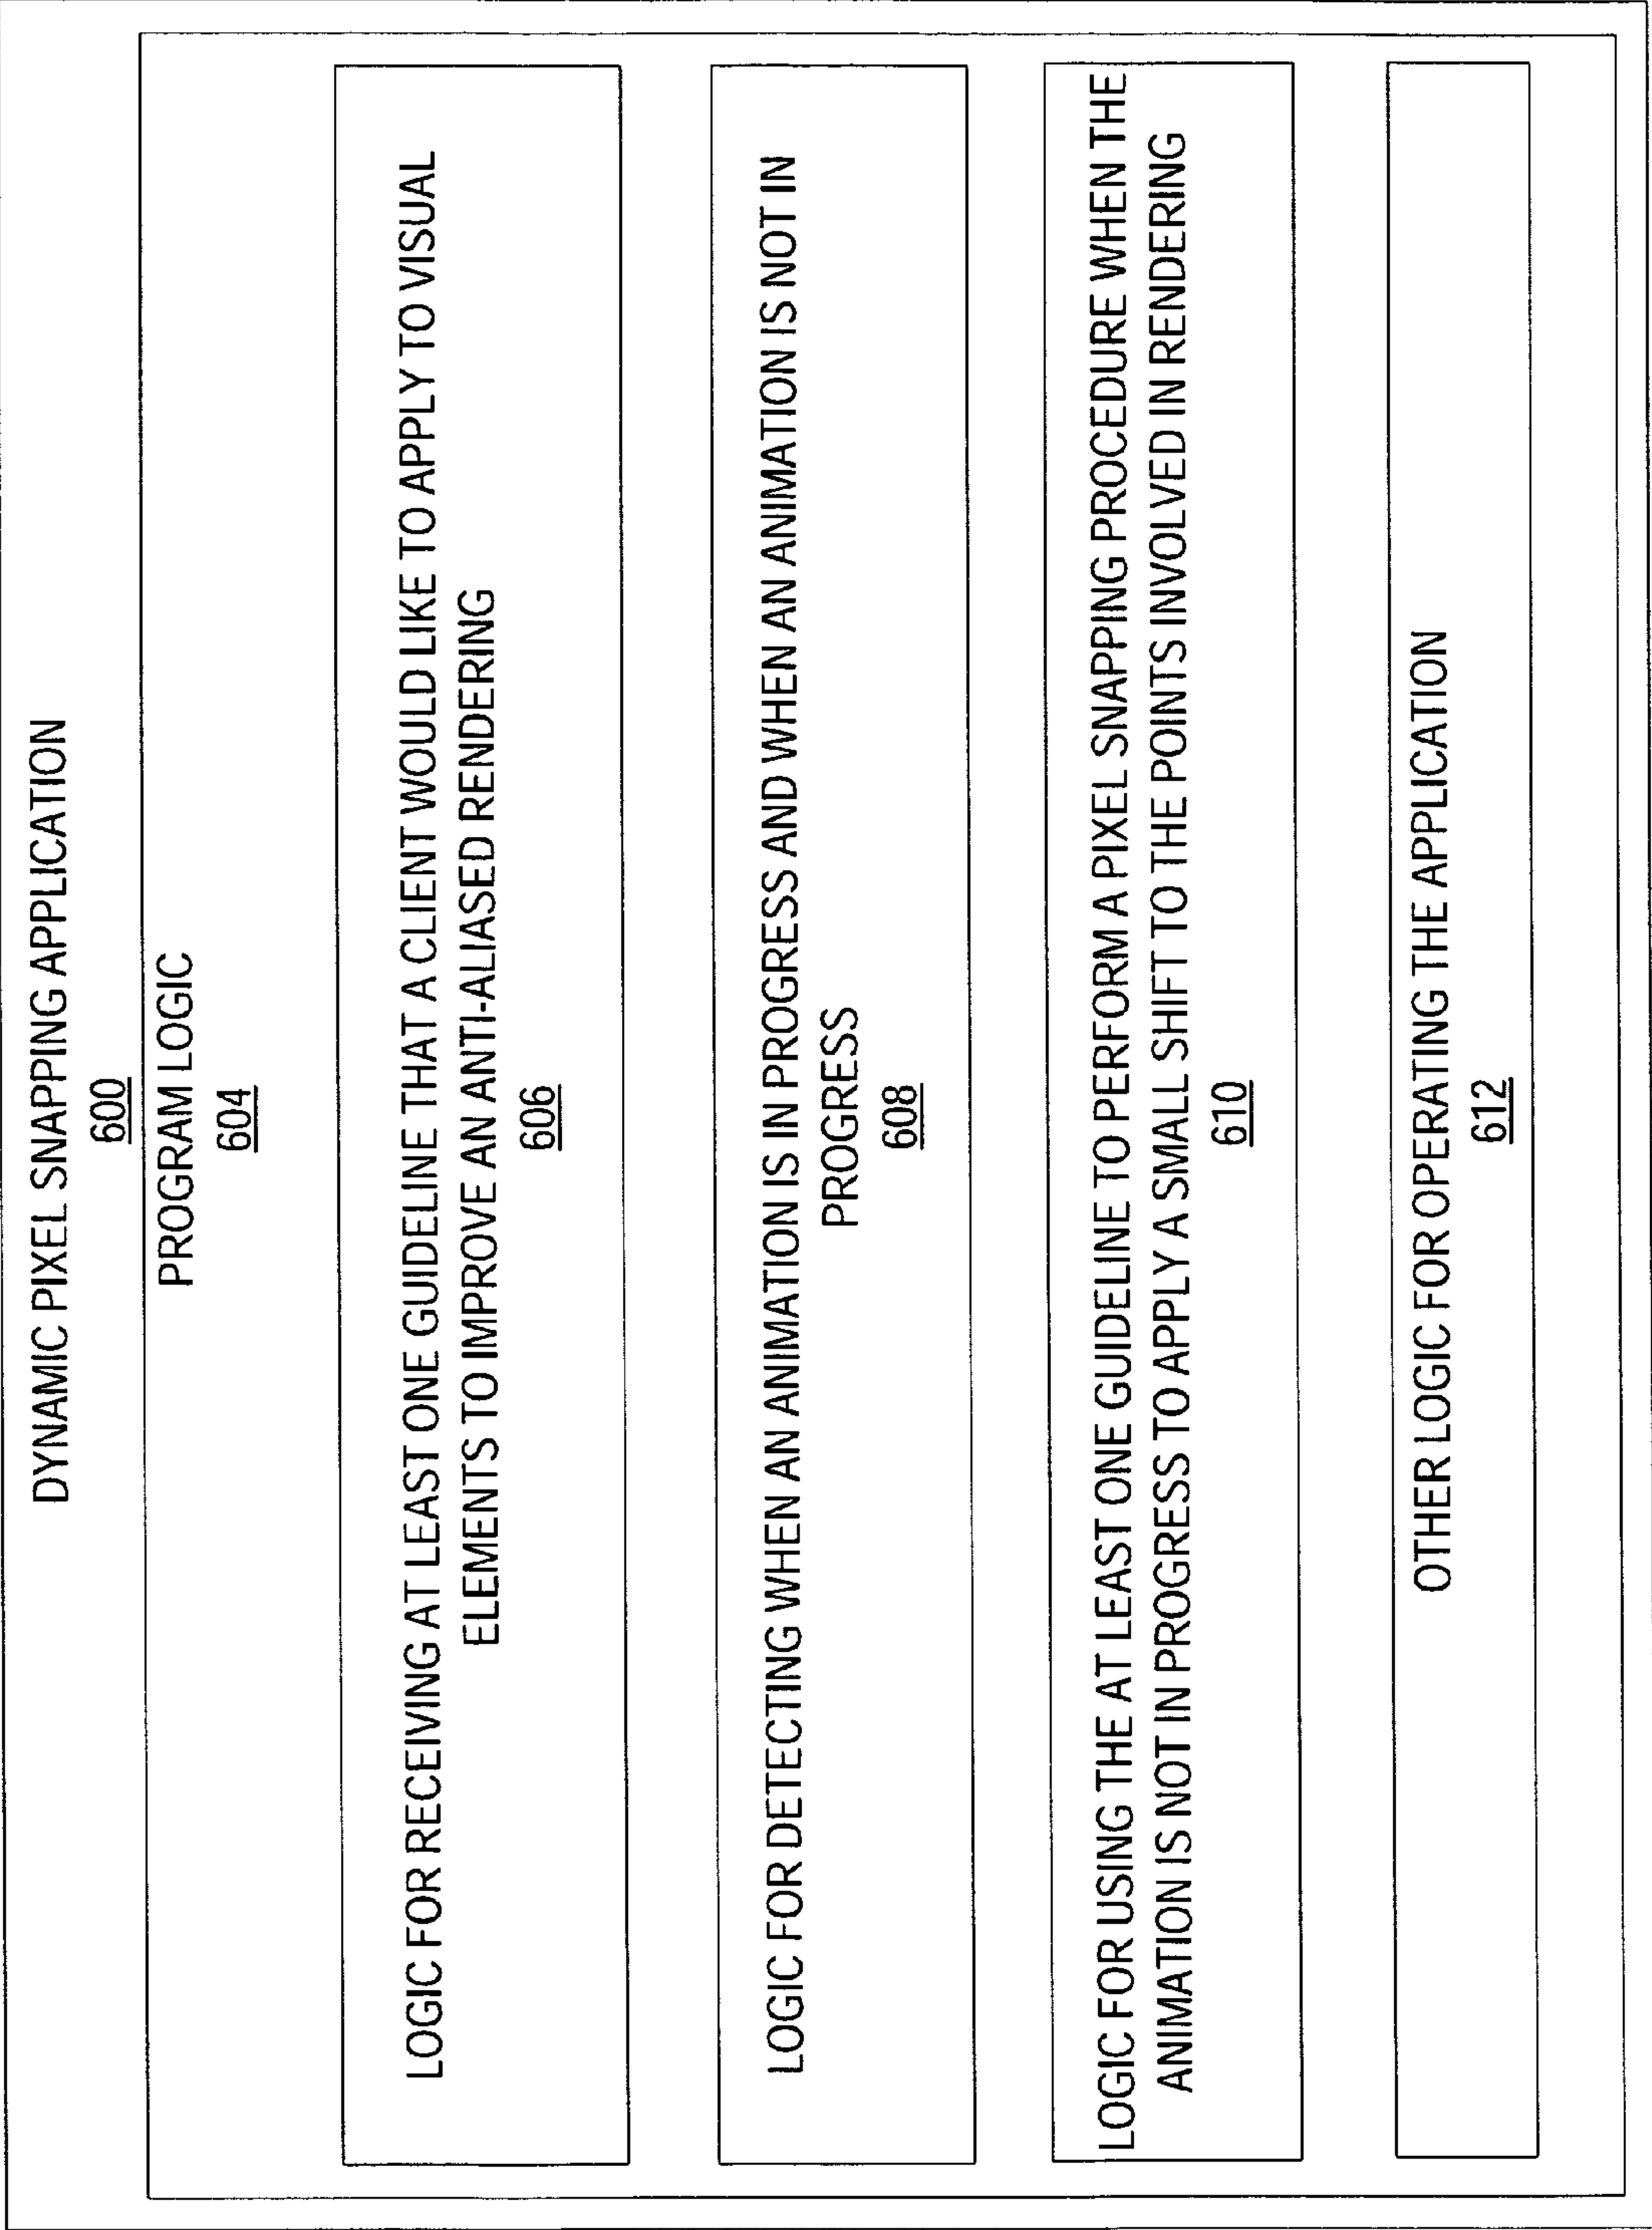 DYNAMIC PIXEL SNAPPING APPLICATION
600
PROGRAM LOGIC
604
LOGIC FOR RECEIVING AT LEAST ONE GUIDELINE THAT A CLIENT WOULD LIKE TO APPLY TO VISUAL
ELEMENTS TO IMPROVE AN ANTI-ALIASED RENDERING
606
LOGIC FOR DETECTING WHEN AN ANIMATION IS IN PROGRESS AND WHEN AN ANIMATION IS NOT IN
PROGRESS
608
LOGIC FOR USING THE AT LEAST ONE GUIDELINE TO PERFORM A PIXEL SNAPPING PROCEDURE WHEN THE
ANIMATION IS NOT IN PROGRESS TO APPLY A SMALL SHIFT TO THE POINTS INVOLVED IN RENDERING
610
OTHER LOGIC FOR OPERATING THE APPLICATION
612